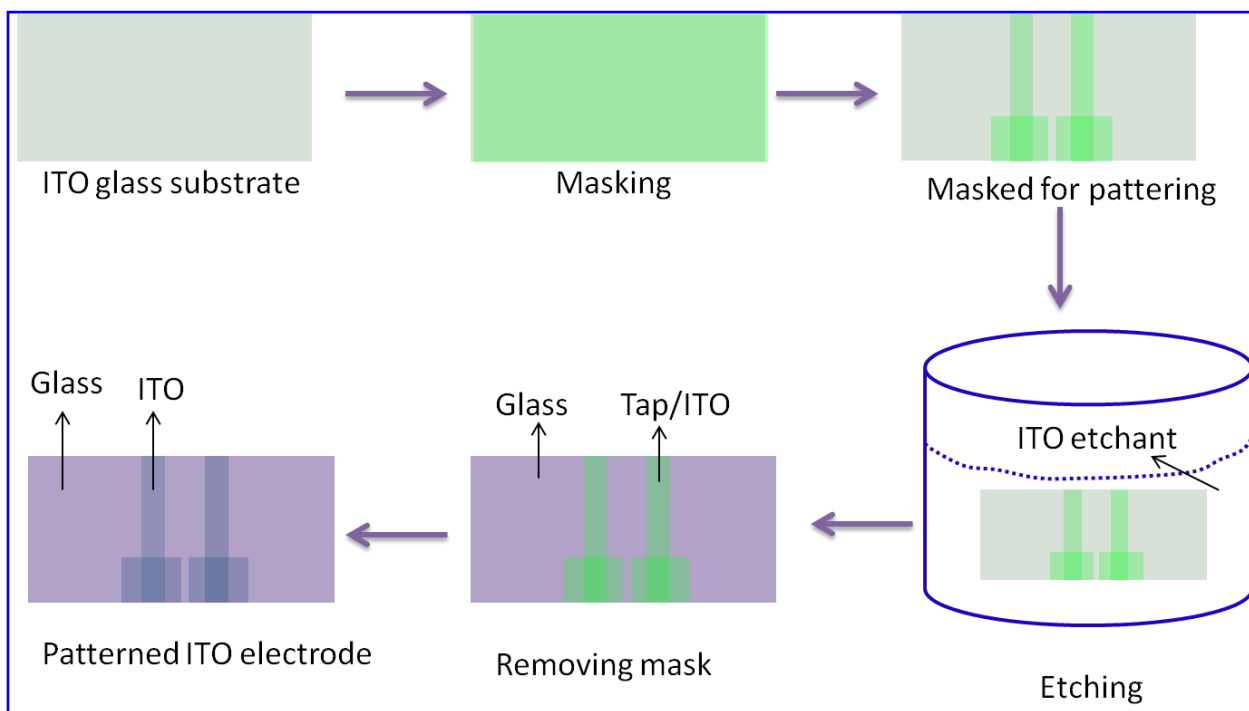 ITO glass substrate
Masking
Masked for pattering
ITO etchant
Etching
Glass
Tap/ITO
Removing mask
Glass
ITO
Patterned ITO electrode